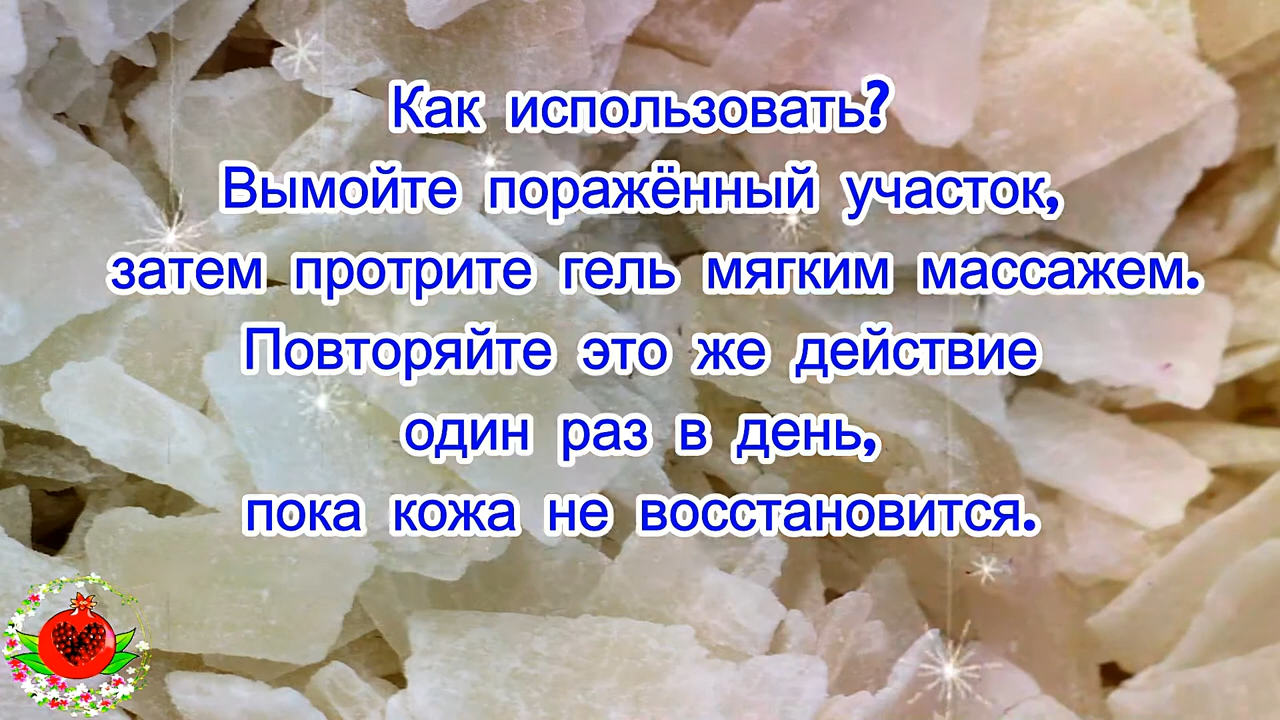 Как использовать?
Вымойте поражённый участок,
затем протрите гель мягким массажем.
Повторяйте это же действие
один раз в день,
пока кожа не восстановится.